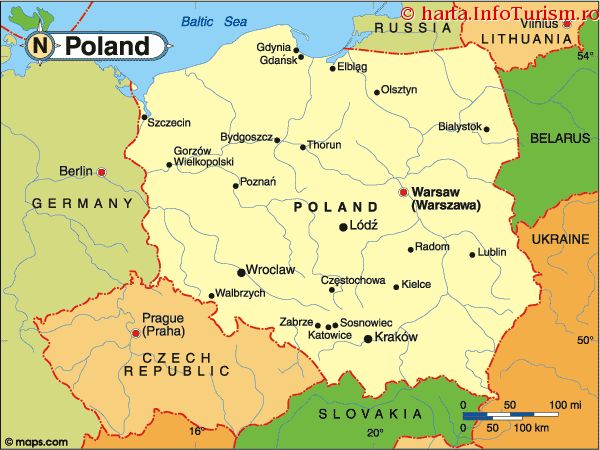 © harta.InfoTurism.ro
N Poland
Baltic Sea
RUSSIA
Vilnius
LITHUANIA
54°
Gdynia
Gdańsk
Elbląg
Olsztyn
Szczecin
Bydgoszcz
Thorun
Białystok
BELARUS
Gorzów
Wielkopolski
Berlin
Poznań
GERMANY
POLAND
Warsaw
(Warszawa)
Lódź
UKRAINE
Radom
Lublin
Wroclaw
Walbrzych
Częstochowa
Kielce
Prague
(Praha)
Zabrze
Sosnowiec
Katowice
Kraków
50°
CZECH
REPUBLIC
SLOVAKIA
0 50 100 mi
0 50 100 km
16°
20°
© maps.com